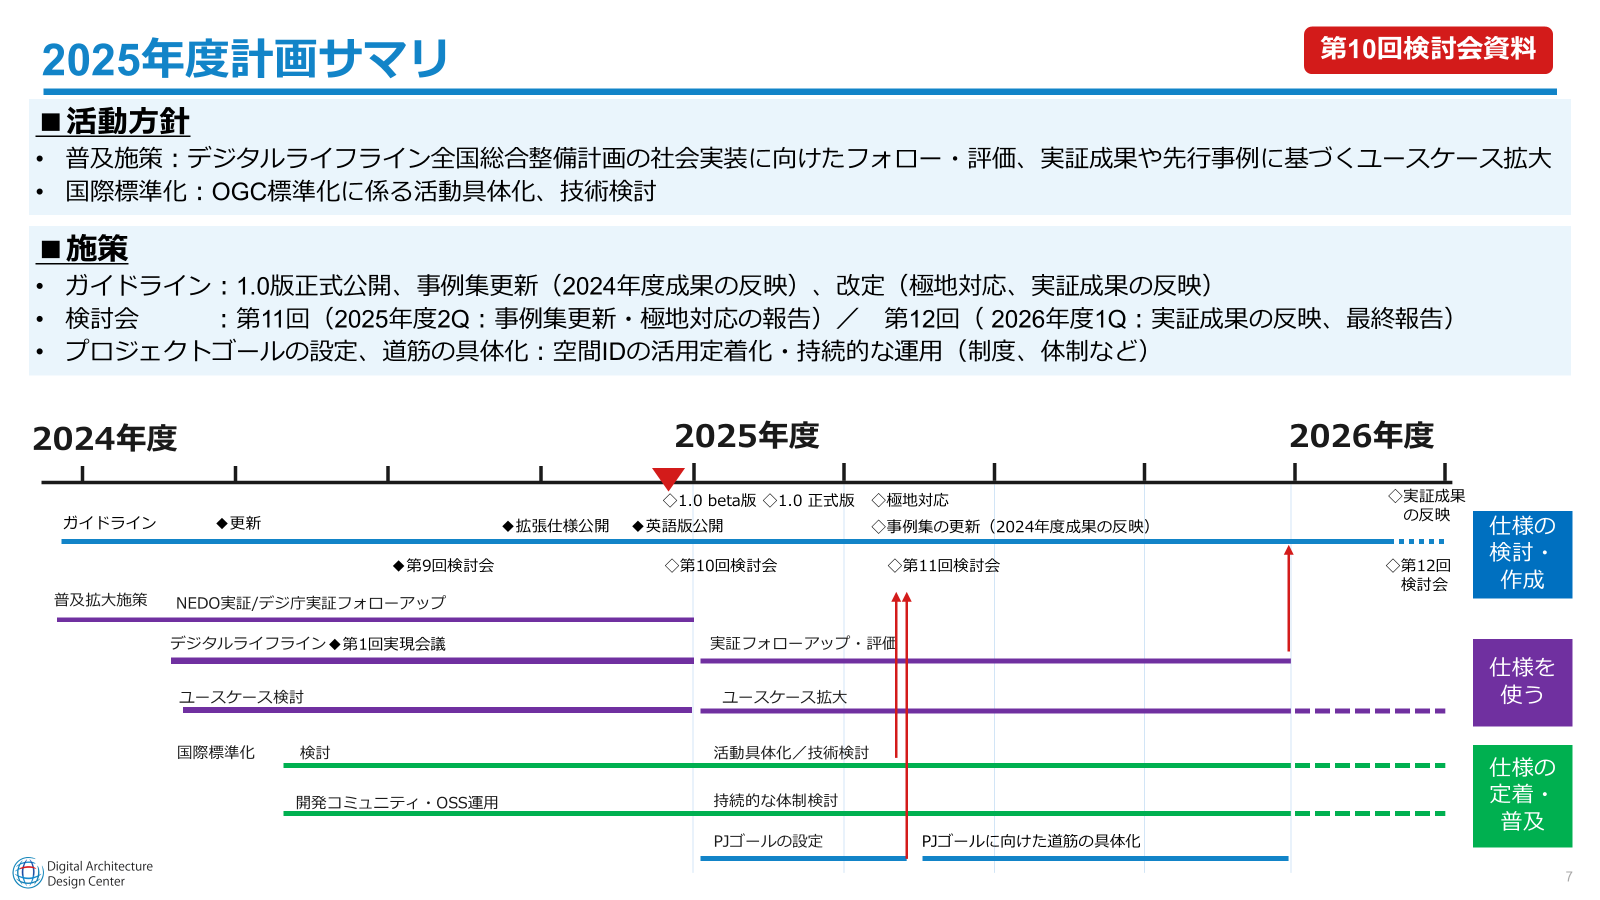 2025年度計画サマリ
第10回検討会資料
■活動方針
• 普及施策：デジタルライフライン全国総合整備計画の社会実装に向けたフォロー・評価、実証成果や先行事例に基づくユースケース拡大
• 国際標準化：OGC標準化に係る活動具体化、技術検討
■施策
• ガイドライン：1.0版正式公開、事例集更新（2024年度成果の反映）、改定（極地対応、実証成果の反映）
• 検討会　　　：第11回（2025年度2Q：事例集更新・極地対応の報告）／　第12回（ 2026年度1Q：実証成果の反映、最終報告）
• プロジェクトゴールの設定、道筋の具体化：空間IDの活用定着化・持続的な運用（制度、体制など）
2024年度
2025年度
2026年度
◇1.0 beta版 ◇1.0 正式版
◇極地対応
◇実証成果
の反映
ガイドライン
◆更新
◆拡張仕様公開
◆英語版公開
◇事例集の更新（2024年度成果の反映）
仕様の
検討・
作成
◆第9回検討会
◇第10回検討会
◇第11回検討会
◇第12回
検討会
普及拡大施策
NEDO実証/デジ庁実証フォローアップ
デジタルライフライン◆第1回実現会議
実証フォローアップ・評価
仕様を
使う
ユースケース検討
ユースケース拡大
国際標準化
検討
活動具体化／技術検討
仕様の
定着・
普及
開発コミュニティ・OSS運用
持続的な体制検討
PJゴールの設定
PJゴールに向けた道筋の具体化
Digital Architecture
Design Center
7